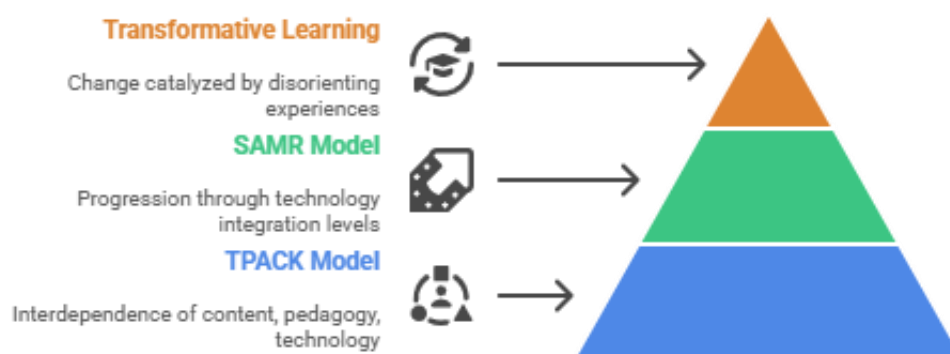 Transformative Learning
Change catalyzed by disorienting
experiences
SAMR Model
Progression through technology
integration levels
TPACK Model
Interdependence of content, pedagogy,
technology